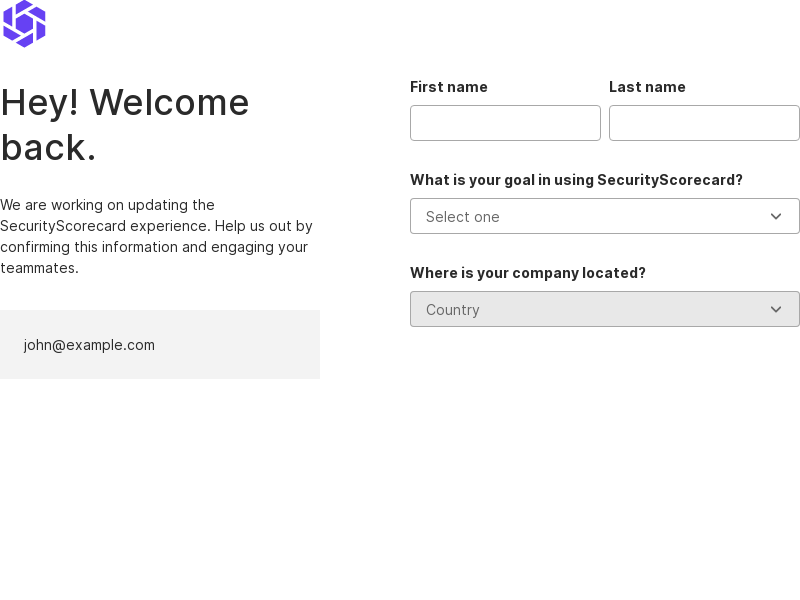 Hey! Welcome
back.
We are working on updating the
SecurityScorecard experience. Help us out by
confirming this information and engaging your
teammates.
john@example.com
First name
Last name
What is your goal in using SecurityScorecard?
Select one
Where is your company located?
Country